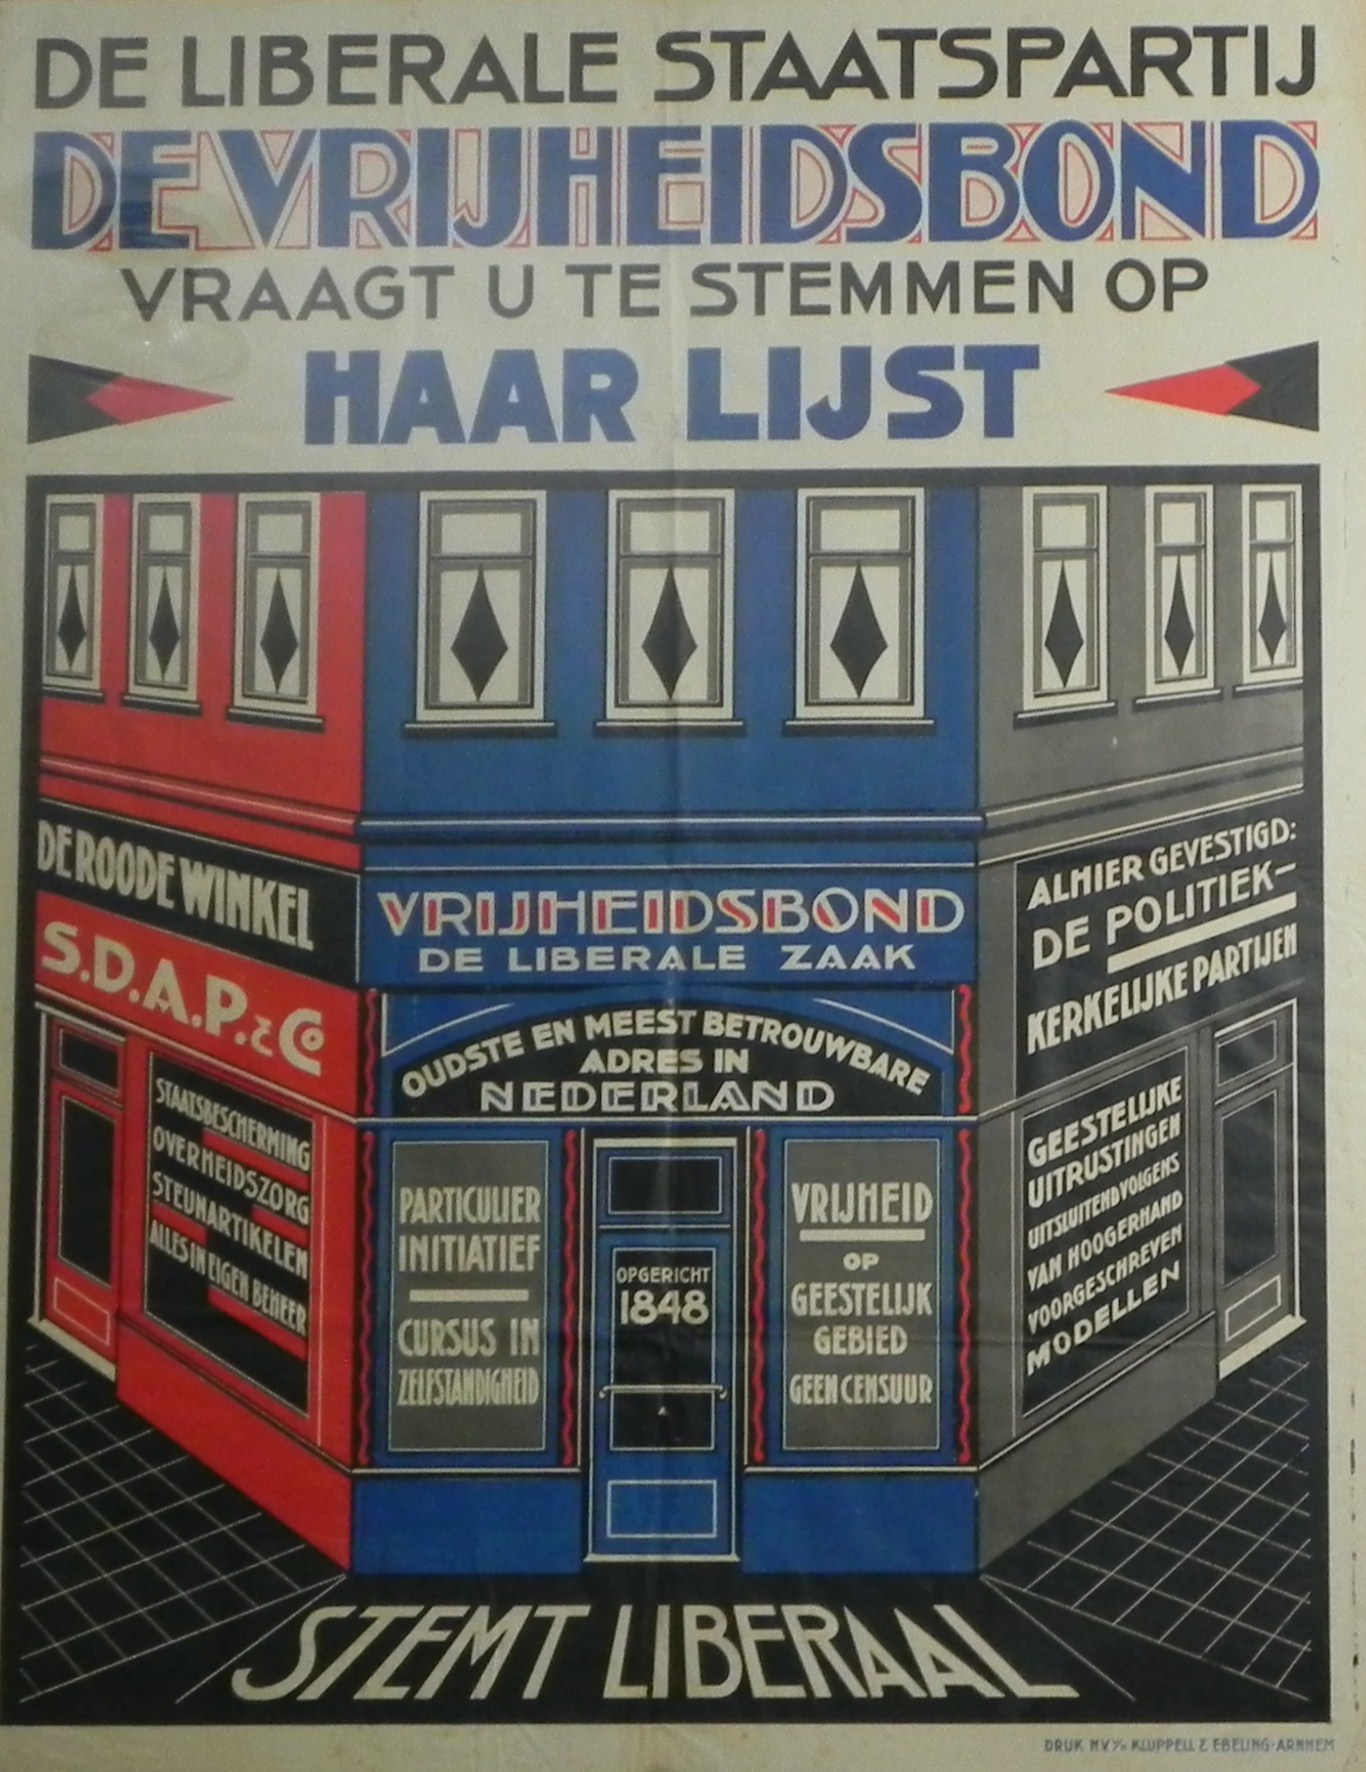 DE LIBERALE STAATSPARTIJ
DE VRIJHEIDSBOND
VRAAGT U TE STEMMEN OP
HAAR LIJST
DE ROODE WINKEL
S.D.A.P. & Co
STAATSBESCHERMING
OVERHEIDSZORG
STEUNARTIKELEN
ALLES IN EIGEN BEHEER
VRIJHEIDSBOND
DE LIBERALE ZAAK
OUDSTE EN MEEST BETROUWBARE
ADRES IN
NEDERLAND
PARTICULIER
INITIATIEF
CURSUS IN
ZELFSTANDIGHEID
OPGERICHT
1848
VRIJHEID
OP
GEESTELIJK
GEBIED
GEEN CENSUUR
ALHIER GEVESTIGD:
DE POLITIEK-
KERKELIJKE PARTIJEN
GEESTELIJKE
UITRUSTINGEN
UITSLUITEND VOLGENS
VAN HOOGERHAND
VOORGESCHREVEN
MODELLEN
STEMT LIBERAAL
DRUK N.V. V/H KLUPPELL & EBELING-ARNHEM